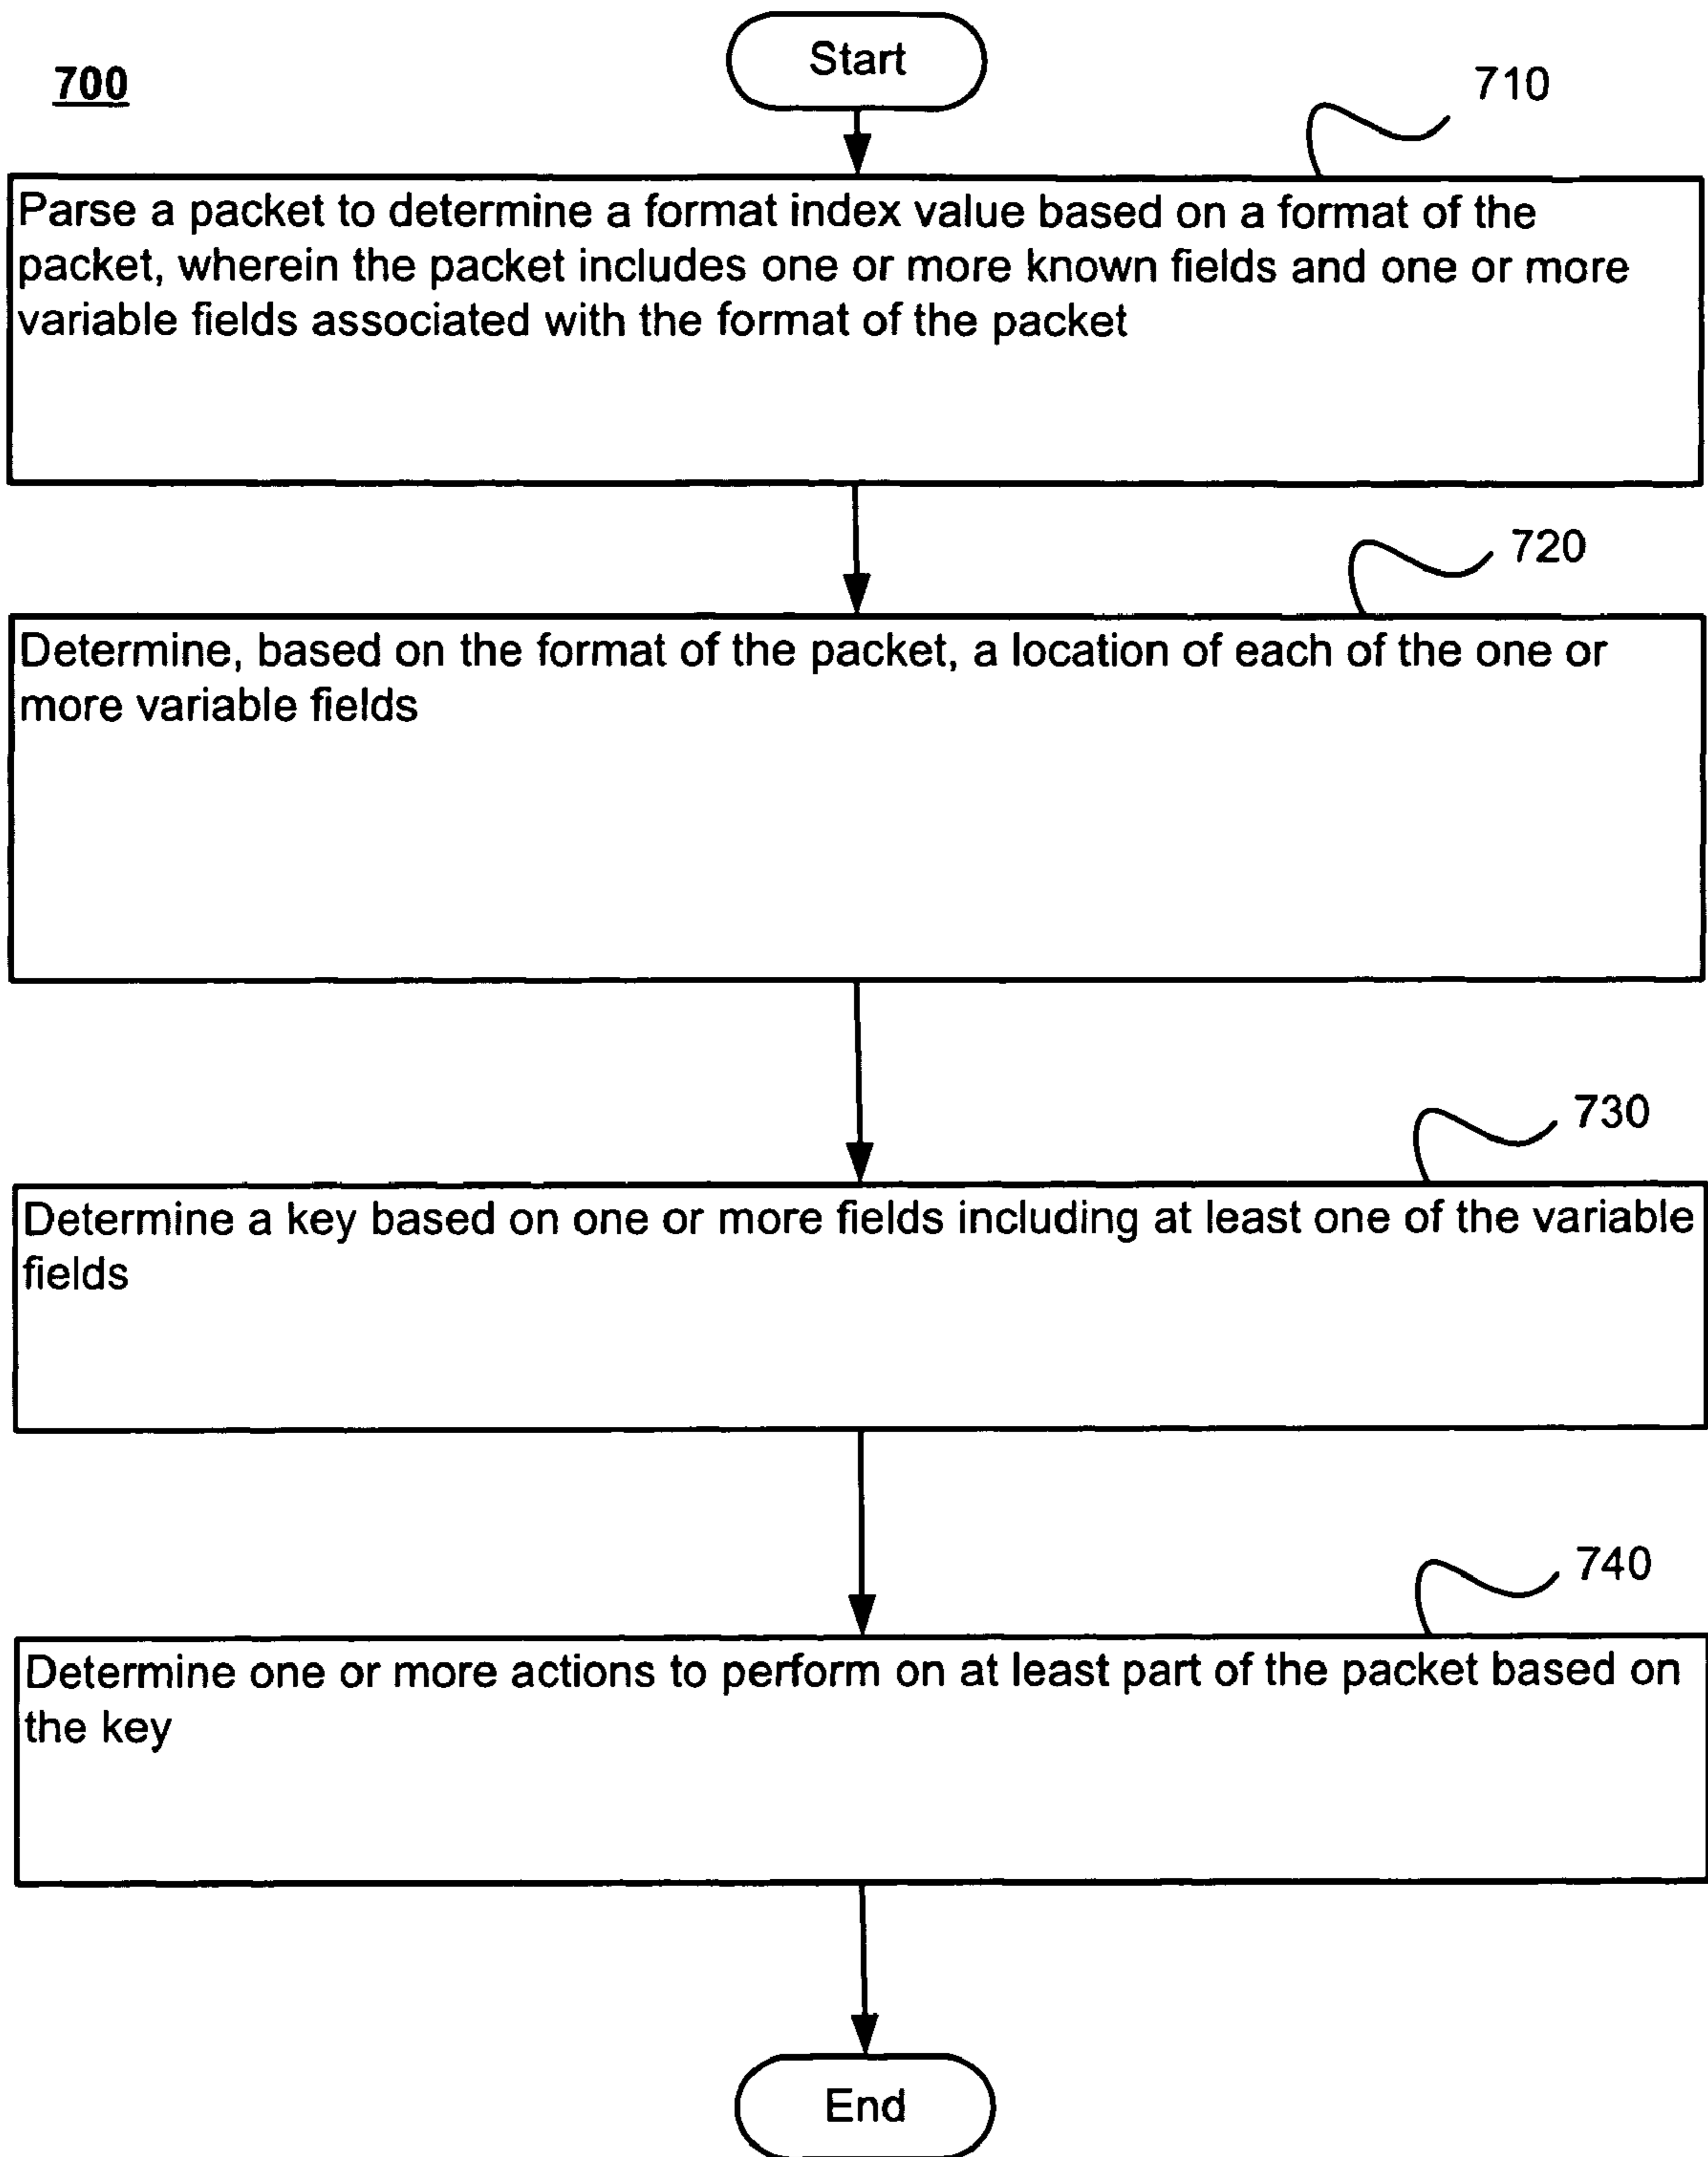 Start
700
710
Parse a packet to determine a format index value based on a format of the
packet, wherein the packet includes one or more known fields and one or more
variable fields associated with the format of the packet
720
Determine, based on the format of the packet, a location of each of the one or
more variable fields
730
Determine a key based on one or more fields including at least one of the variable
fields
740
Determine one or more actions to perform on at least part of the packet based on
the key
End